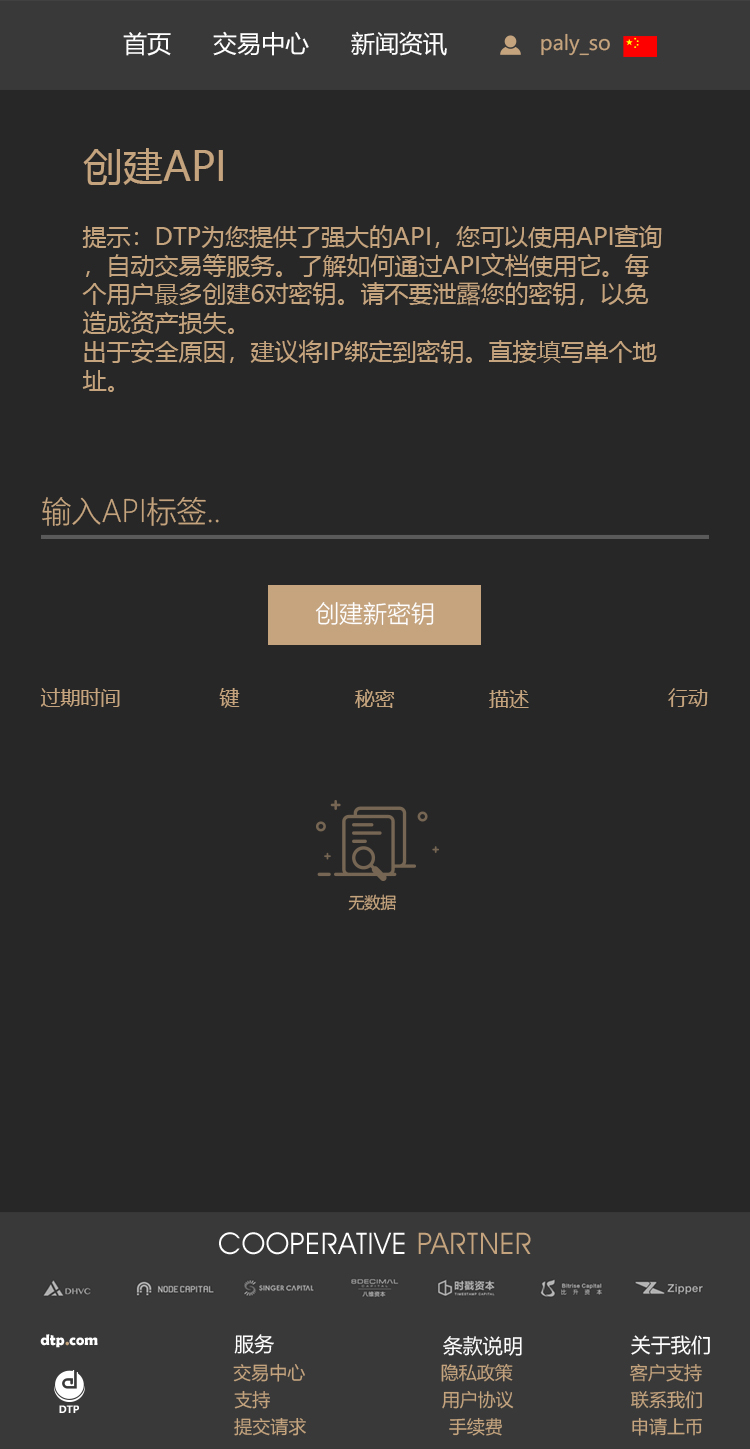 首页 交易中心 新闻资讯 paly_so
创建API
提示：DTP为您提供了强大的API，您可以使用API查询
，自动交易等服务。了解如何通过API文档使用它。每
个用户最多创建6对密钥。请不要泄露您的密钥，以免
造成资产损失。
出于安全原因，建议将IP绑定到密钥。直接填写单个地
址。
输入API标签..
创建新密钥
过期时间 键 秘密 描述 行动
无数据
COOPERATIVE PARTNER
DHVC NODE CAPITAL SINGER CAPITAL 8DECIMAL CAPITAL 八维资本 时戳资本 TIMESTAMP CAPITAL Bitrise Capital 比升资本 Zipper
dtp.com 服务 条款说明 关于我们
交易中心 隐私政策 客户支持
支持 用户协议 联系我们
DTP 提交请求 手续费 申请上币